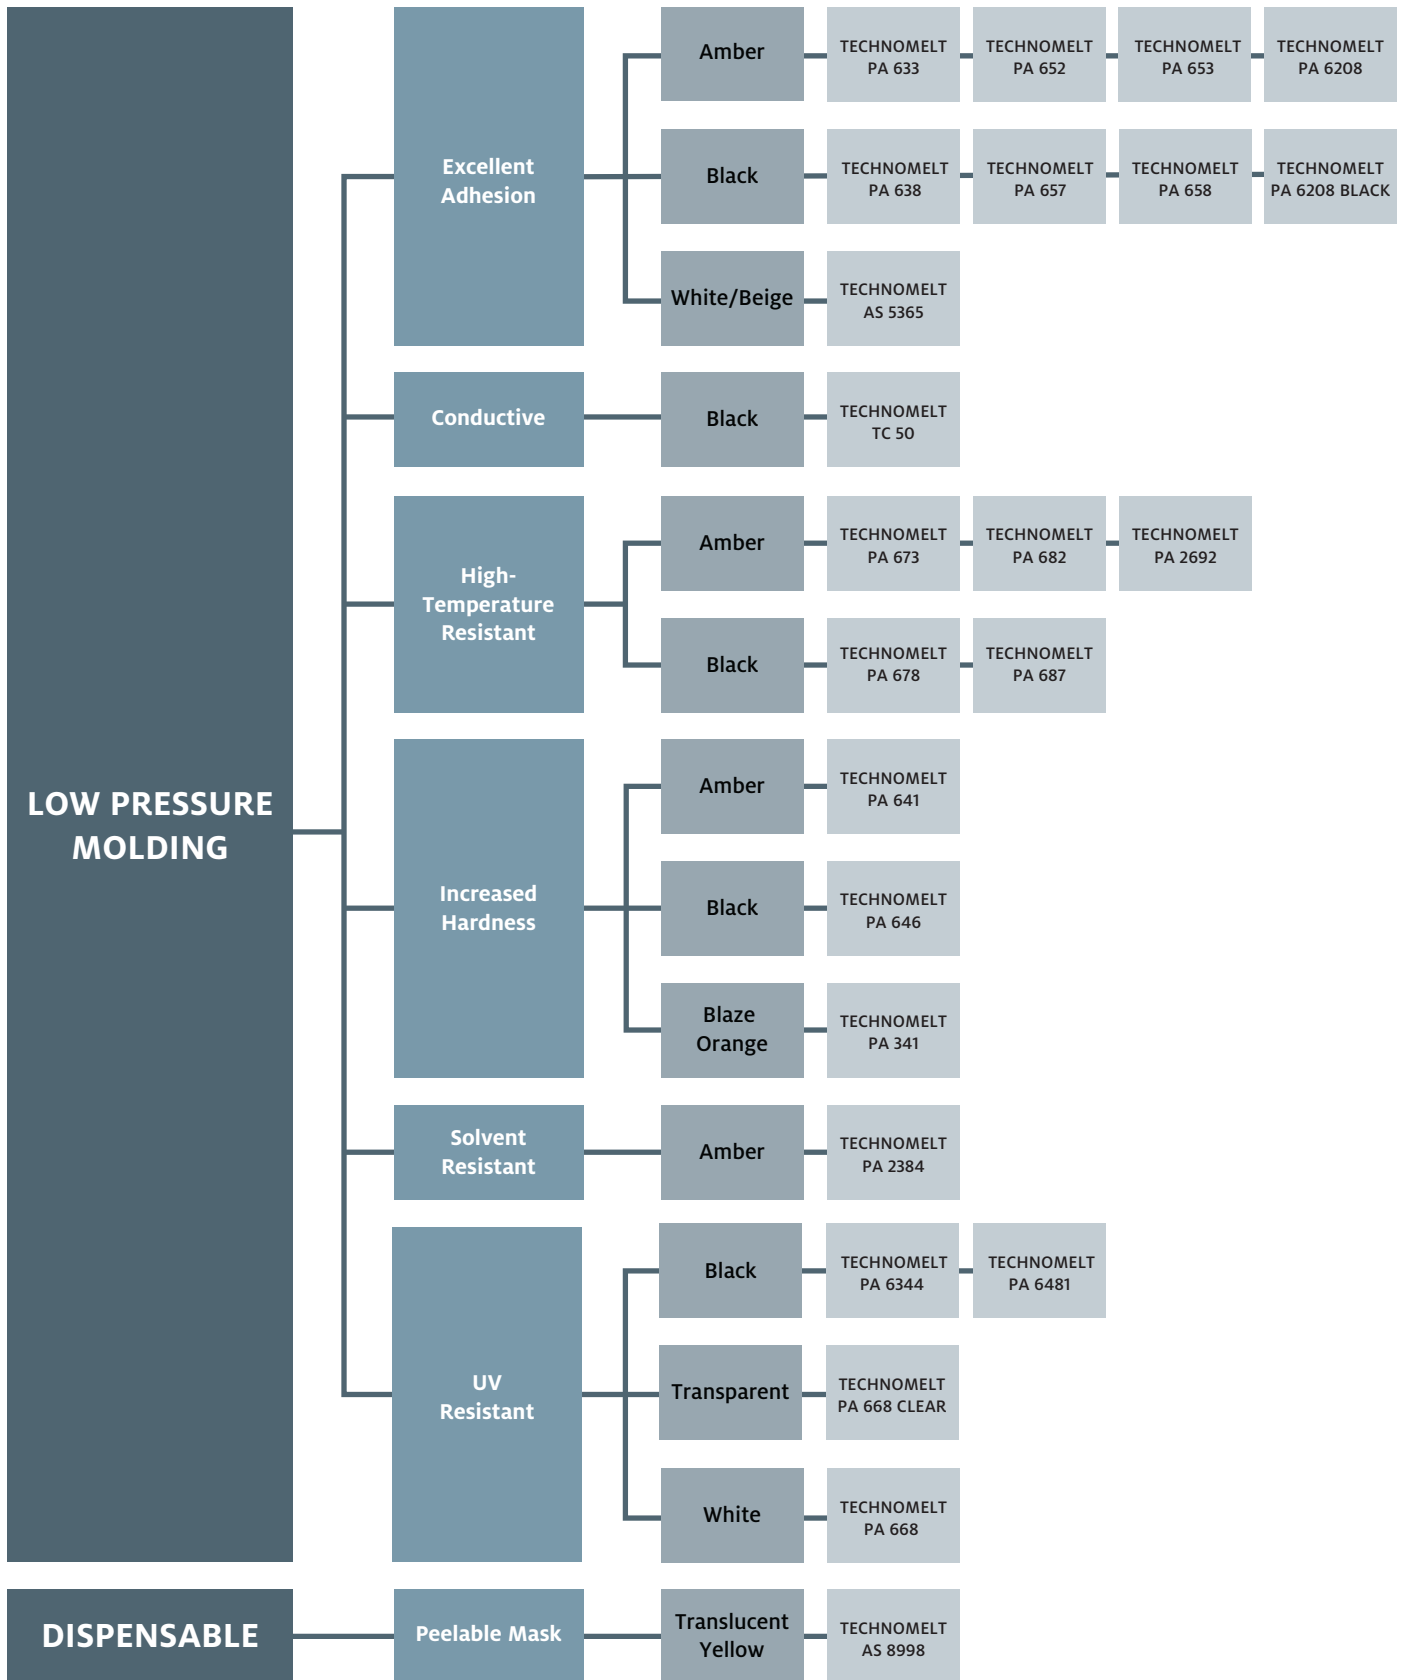 LOW PRESSURE
MOLDING
Excellent
Adhesion
Amber
TECHNOMELT
PA 633
TECHNOMELT
PA 652
TECHNOMELT
PA 653
TECHNOMELT
PA 6208
Black
TECHNOMELT
PA 638
TECHNOMELT
PA 657
TECHNOMELT
PA 658
TECHNOMELT
PA 6208 BLACK
White/Beige
TECHNOMELT
AS 5365
Conductive
Black
TECHNOMELT
TC 50
High-
Temperature
Resistant
Amber
TECHNOMELT
PA 673
TECHNOMELT
PA 682
TECHNOMELT
PA 2692
Black
TECHNOMELT
PA 678
TECHNOMELT
PA 687
Increased
Hardness
Amber
TECHNOMELT
PA 641
Black
TECHNOMELT
PA 646
Blaze
Orange
TECHNOMELT
PA 341
Solvent
Resistant
Amber
TECHNOMELT
PA 2384
UV
Resistant
Black
TECHNOMELT
PA 6344
TECHNOMELT
PA 6481
Transparent
TECHNOMELT
PA 668 CLEAR
White
TECHNOMELT
PA 668
DISPENSABLE
Peelable Mask
Translucent
Yellow
TECHNOMELT
AS 8998